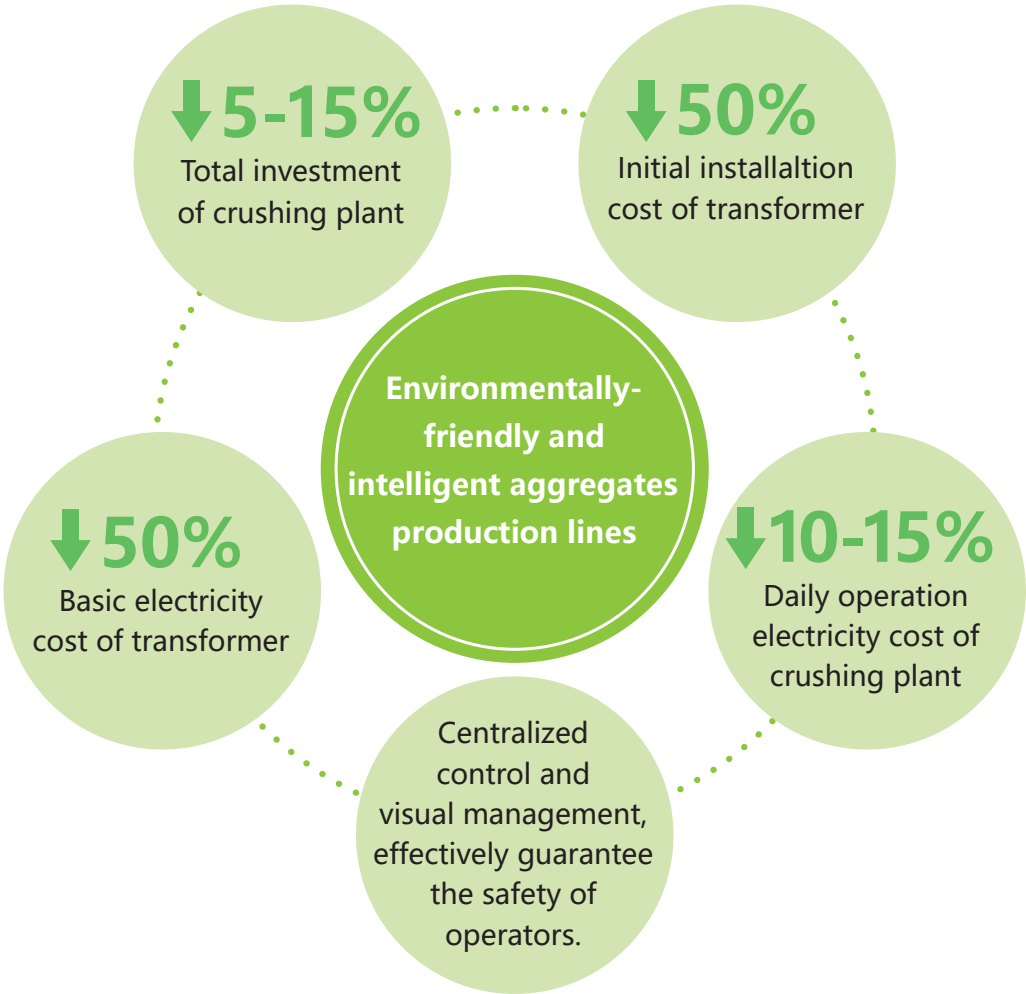 5-15%
Total investment
of crushing plant
50%
Initial installaltion
cost of transformer
Environmentally-
friendly and
intelligent aggregates
production lines
50%
Basic electricity
cost of transformer
10-15%
Daily operation
electricity cost of
crushing plant
Centralized
control and
visual management,
effectively guarantee
the safety of
operators.